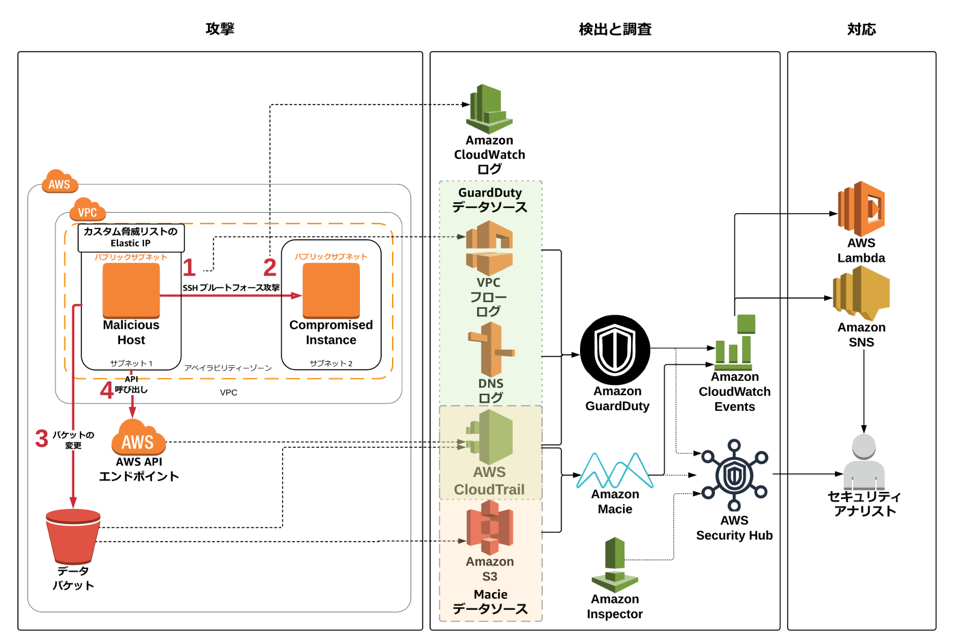 攻撃
検出と調査
対応
Amazon
CloudWatch
ログ
AWS
VPC
カスタム脅威リストの
Elastic IP
パブリックサブネット
Malicious
Host
サブネット 1
1
2
SSH ブルートフォース攻撃
パブリックサブネット
Compromised
Instance
サブネット 2
アベイラビリティーゾーン
VPC
4
API
呼び出し
3
バケットの
変更
AWS
AWS API
エンドポイント
データ
バケット
GuardDuty
データソース
VPC
フロー
ログ
DNS
ログ
AWS
CloudTrail
Amazon
S3
Macie
データソース
Amazon
GuardDuty
Amazon
Macie
Amazon
Inspector
Amazon
CloudWatch
Events
AWS
Security Hub
AWS
Lambda
Amazon
SNS
セキュリティ
アナリスト